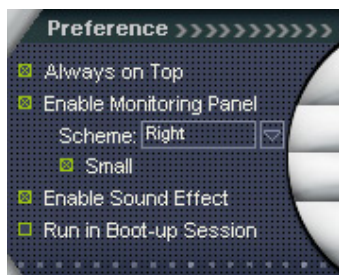 Preference >>>>>>>>>>>
Always on Top
Enable Monitoring Panel
Scheme: Right
Small
Enable Sound Effect
Run in Boot-up Session